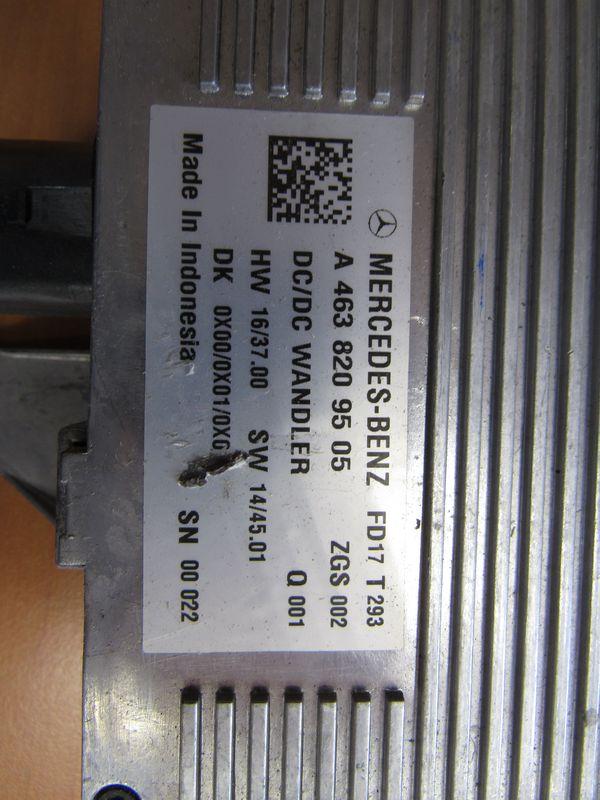 MERCEDES-BENZ FD17 T 293
A 463 820 95 05 ZGS 002
DC/DC WANDLER Q 001
HW 16/37.00 SW 14/45.01
DK 0X00/0X01/0X0
Made In Indonesia SN 00 022